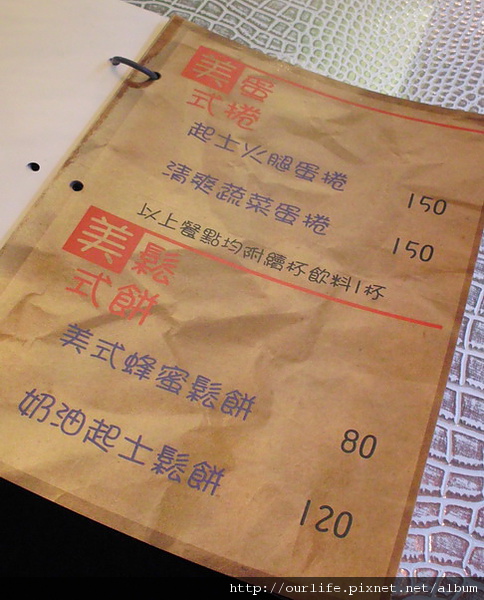 美式蛋捲
起士火腿蛋捲 150
清爽蔬菜蛋捲 150
以上餐點均附續杯飲料1杯
美式鬆餅
美式蜂蜜鬆餅 80
奶油起士鬆餅 120
http://ourlife.pixnet.net/album